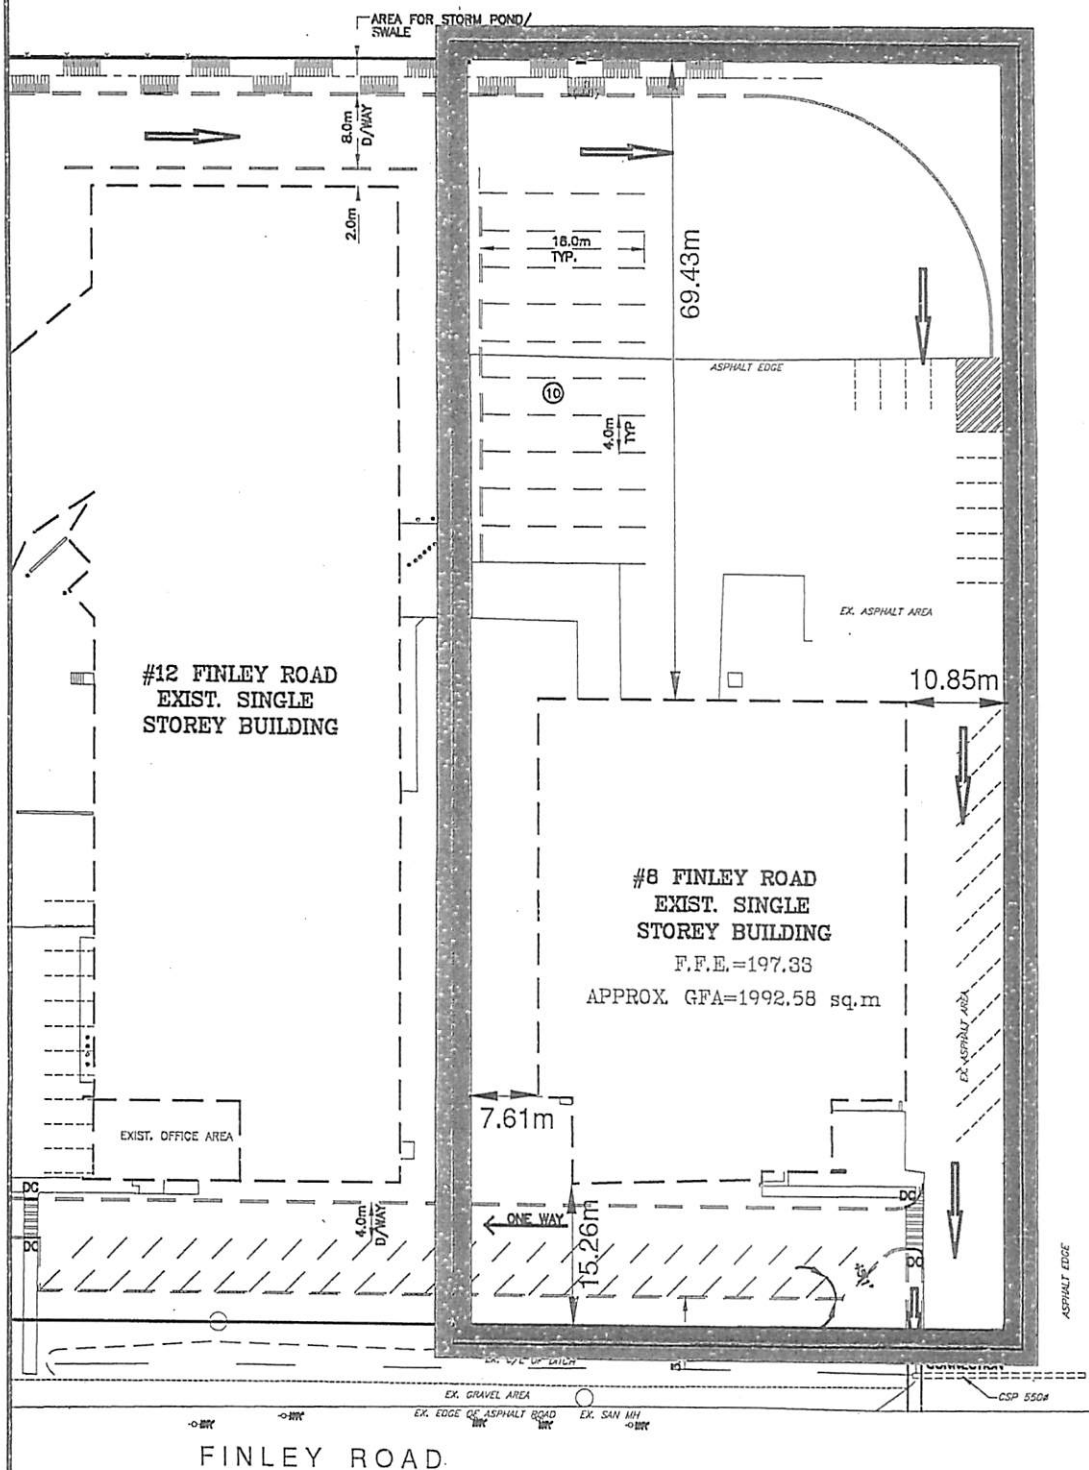 AREA FOR STORM POND/
SWALE
8.0m
D/WAY
2.0m
18.0m
TYP.
69.43m
ASPHALT EDGE
10
4.0m
TYP
EX. ASPHALT AREA
#12 FINLEY ROAD
EXIST. SINGLE
STOREY BUILDING
10.85m
#8 FINLEY ROAD
EXIST. SINGLE
STOREY BUILDING
F.F.E.=197.33
APPROX. GFA=1992.58 sq.m
EX. ASPHALT AREA
7.61m
EXIST. OFFICE AREA
DC
DC
4.0m
D/WAY
ONE WAY
15.26m
DC
DC
ASPHALT EDGE
EX. C/L OF DITCH
CONNECTION
CSP 550ø
EX. GRAVEL AREA
EX. EDGE OF ASPHALT ROAD
EX. SAN MH
FINLEY ROAD